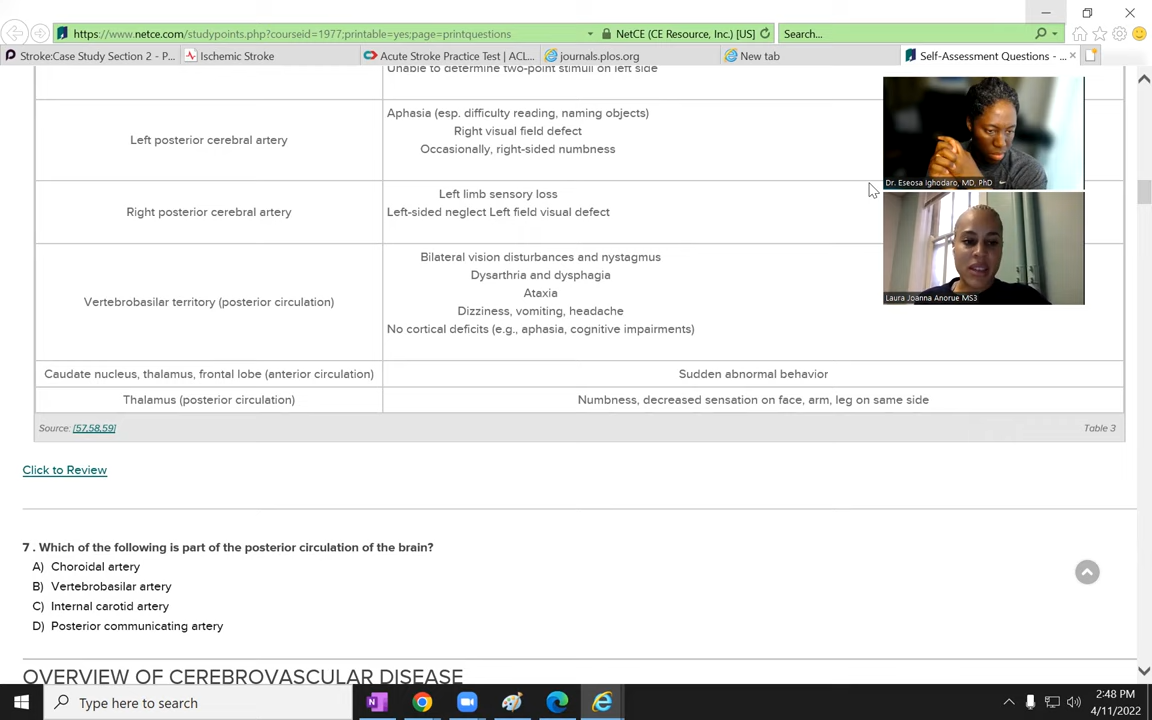 https://www.netce.com/studypoints.php?courseid=1977;printable=yes;page=printquestions
NetCE (CE Resource, Inc.) [US]
Search...
Stroke:Case Study Section 2 - P...
Ischemic Stroke
Acute Stroke Practice Test | ACL...
journals.plos.org
New tab
Self-Assessment Questions - ...
Unable to determine two-point stimuli on left side
Left posterior cerebral artery
Aphasia (esp. difficulty reading, naming objects)
Right visual field defect
Occasionally, right-sided numbness
Dr. Eseosa Ighodaro, MD, PhD
Right posterior cerebral artery
Left limb sensory loss
Left-sided neglect Left field visual defect
Laura Joanna Anorue MS3
Vertebrobasilar territory (posterior circulation)
Bilateral vision disturbances and nystagmus
Dysarthria and dysphagia
Ataxia
Dizziness, vomiting, headache
No cortical deficits (e.g., aphasia, cognitive impairments)
Caudate nucleus, thalamus, frontal lobe (anterior circulation)
Sudden abnormal behavior
Thalamus (posterior circulation)
Numbness, decreased sensation on face, arm, leg on same side
Source: [57,58,59]
Table 3
Click to Review
7 . Which of the following is part of the posterior circulation of the brain?
A) Choroidal artery
B) Vertebrobasilar artery
C) Internal carotid artery
D) Posterior communicating artery
OVERVIEW OF CEREBROVASCULAR DISEASE
Type here to search
2:48 PM
4/11/2022